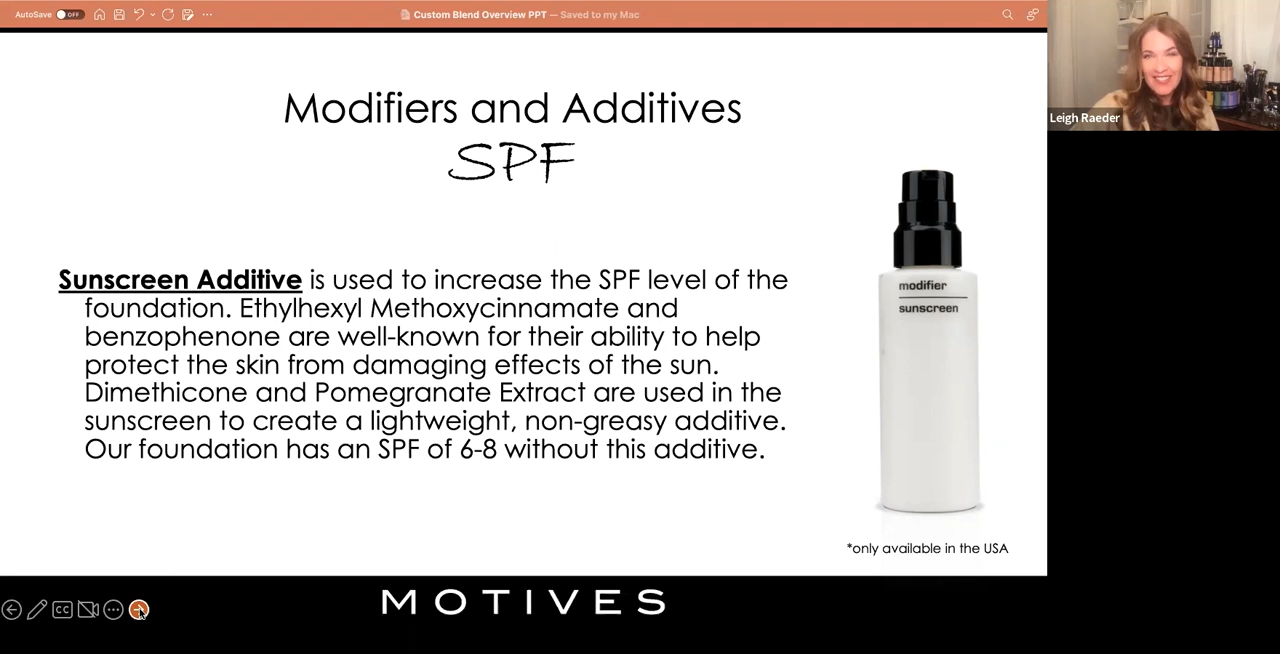 AutoSave OFF
Custom Blend Overview PPT — Saved to my Mac
Leigh Raeder
Modifiers and Additives
SPF
Sunscreen Additive is used to increase the SPF level of the
foundation. Ethylhexyl Methoxycinnamate and
benzophenone are well-known for their ability to help
protect the skin from damaging effects of the sun.
Dimethicone and Pomegranate Extract are used in the
sunscreen to create a lightweight, non-greasy additive.
Our foundation has an SPF of 6-8 without this additive.
modifier
sunscreen
*only available in the USA
CC
MOTIVES